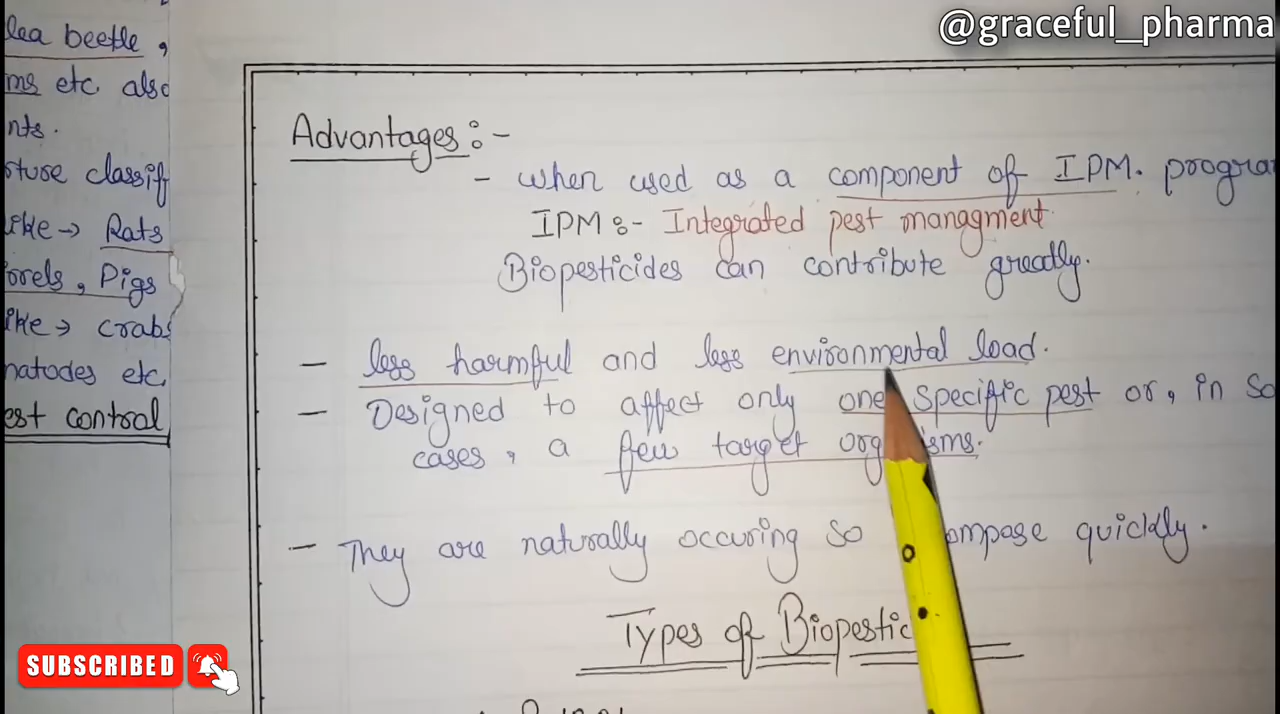 @graceful_pharma
lea beetle,
ms etc. also
nts.
ture classif
ike→ Rats
rrels, Pigs
ike→ crabs
matodes etc.
est control
Advantages:-
- when used as a component of IPM. progra
IPM:- Integrated pest managment
Biopesticides can contribute greatly.
- less harmful and less environmental load.
- Designed to affect only one specific pest or, in so
cases, a few target organisms.
- They are naturally occuring so ompose quickly.
Types of Biopestic
SUBSCRIBED